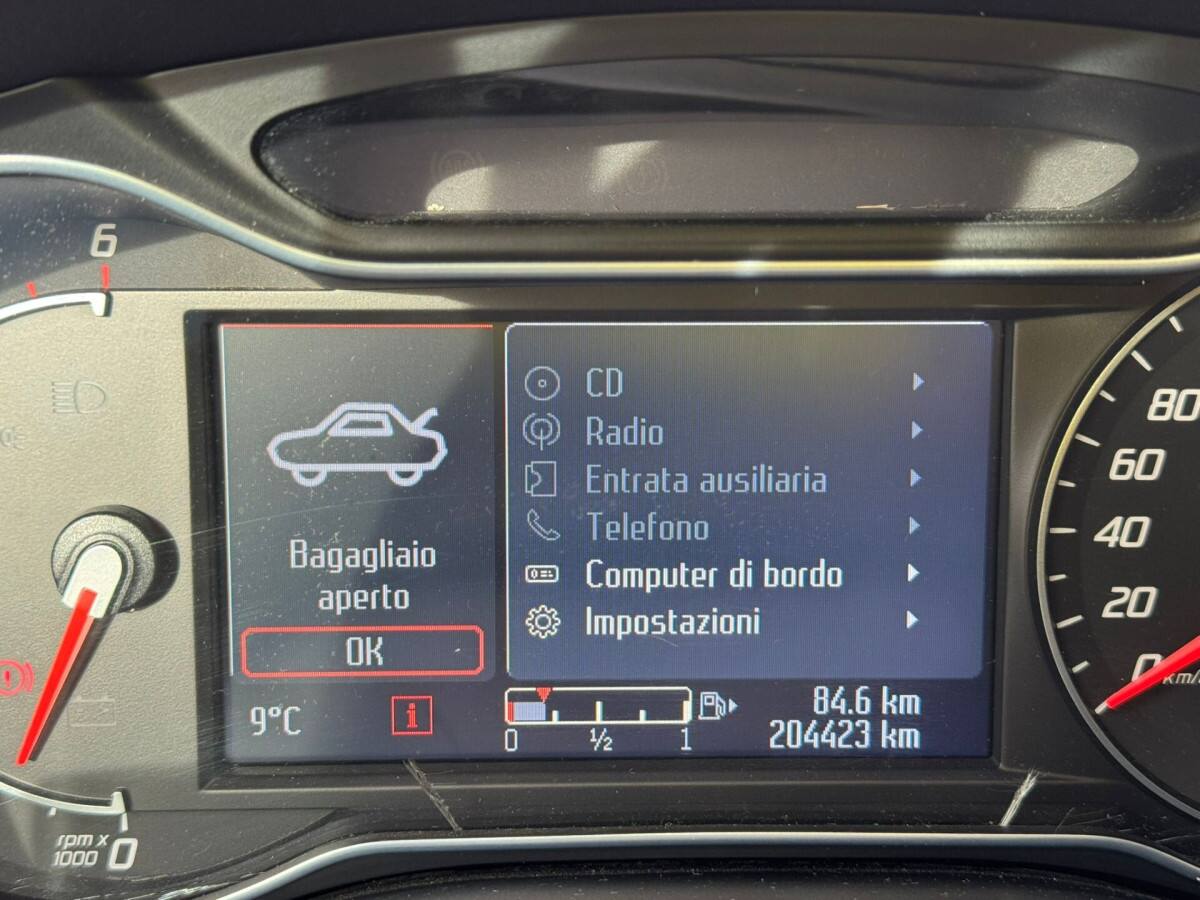 6
CD
Radio
Entrata ausiliaria
Telefono
Computer di bordo
Impostazioni
Bagagliaio
aperto
OK
9°C
i
0 ½ 1
84.6 km
204423 km
80
60
40
20
0
km/
rpm x
1000
0